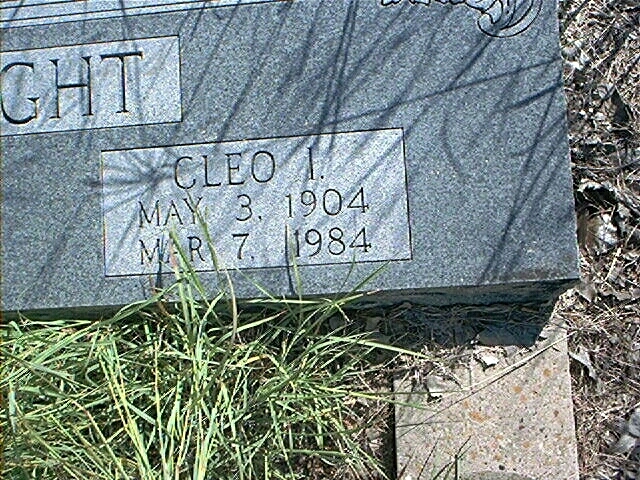 GHT
CLEO I.
MAY 3, 1904
MAR 7, 1984